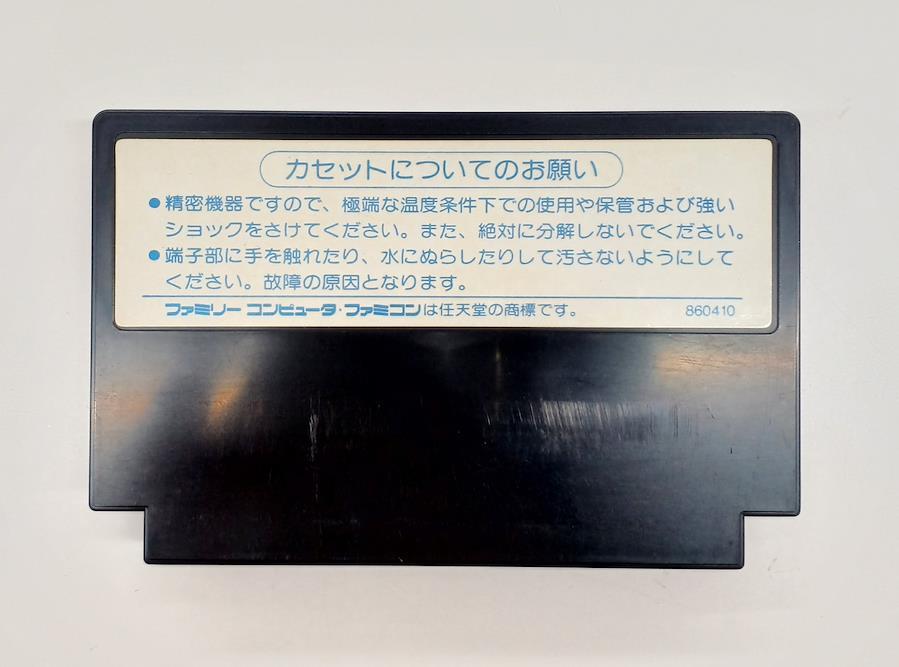 カセットについてのお願い
●精密機器ですので、極端な温度条件下での使用や保管および強い
ショックをさけてください。また、絶対に分解しないでください。
●端子部に手を触れたり、水にぬらしたりして汚さないようにして
ください。故障の原因となります。
ファミリー コンピュータ・ファミコンは任天堂の商標です。 860410